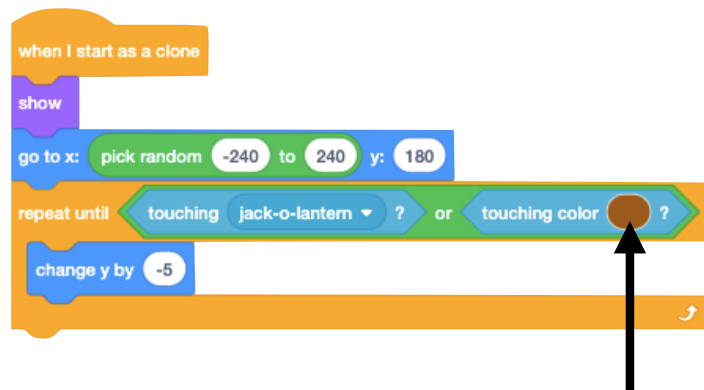 when I start as a clone
show
go to x: pick random -240 to 240 y: 180
repeat until touching jack-o-lantern ? or touching color ?
change y by -5